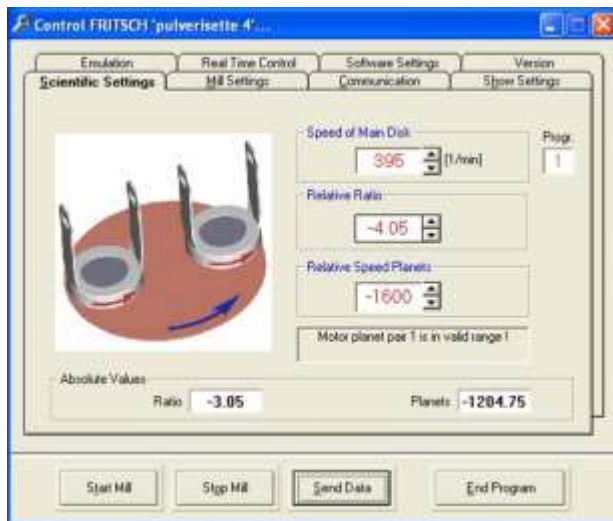 Control FRITSCH 'pulverisette 4'...
Emulation Real Time Control Software Settings Version
Scientific Settings Mill Settings Communication Show Settings
Speed of Main Disk
395 [1/min]
Progr.
1
Relative Ratio
-4.05
Relative Speed Planets
-1600
Motor planet pair 1 is in valid range !
Absolute Values
Ratio -3.05 Planets -1204.75
Start Mill Stop Mill Send Data End Program